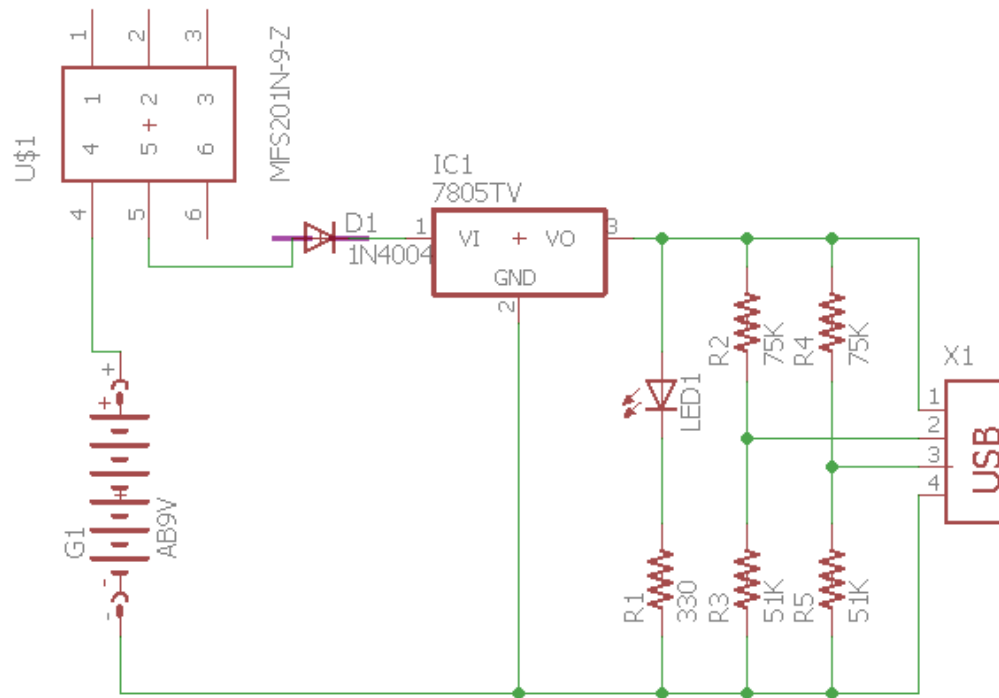 1 2 3
1 2 3
4 5 6
U$1
MFS201N-9-Z
4 5 6
D1
1N4004
IC1
7805TV
1
VI
VO
3
GND
2
R2
75K
R4
75K
X1
1
2
3
4
USB
LED1
+
+
+
G1
AB9V
-
-
R1
330
R3
51K
R5
51K